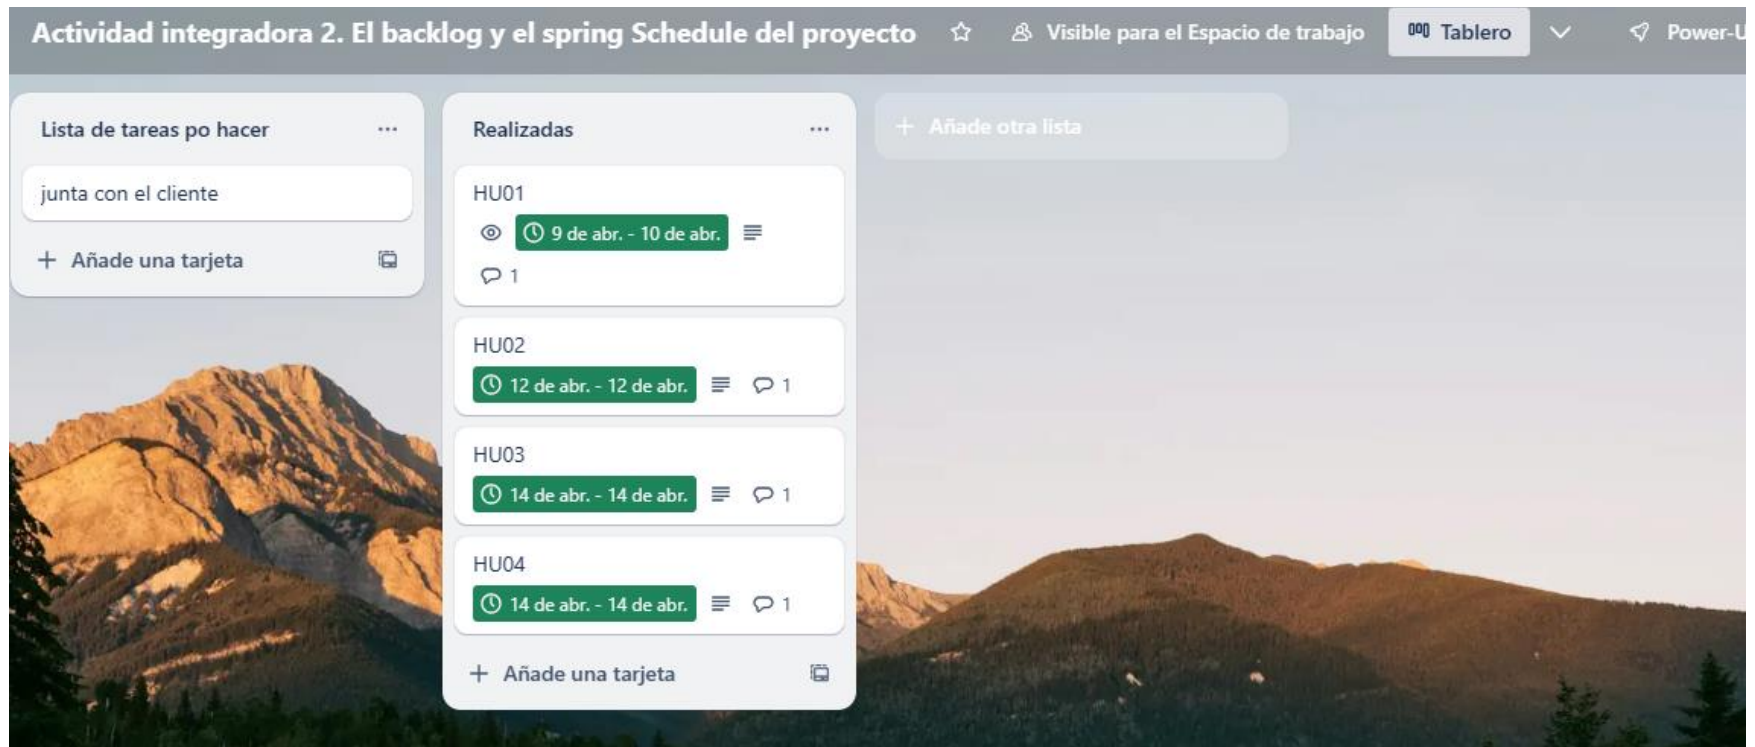 Actividad integradora 2. El backlog y el spring Schedule del proyecto
Visible para el Espacio de trabajo
Tablero
Power-U
Lista de tareas po hacer
junta con el cliente
Añade una tarjeta
Realizadas
HU01
9 de abr. - 10 de abr.
1
HU02
12 de abr. - 12 de abr. 1
HU03
14 de abr. - 14 de abr. 1
HU04
14 de abr. - 14 de abr. 1
Añade una tarjeta
Añade otra lista